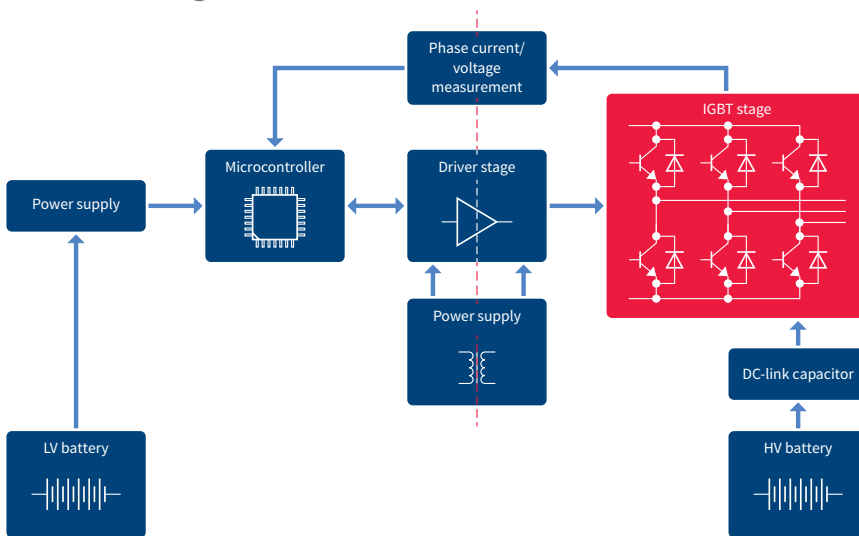 Phase current/
voltage
measurement
IGBT stage
Microcontroller
Driver stage
Power supply
Power supply
DC-link capacitor
LV battery
HV battery